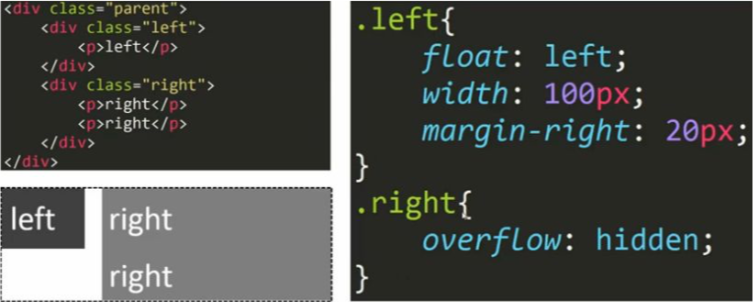 <div class="parent">
<div class="left">
<p>left</p>
</div>
<div class="right">
<p>right</p>
<p>right</p>
</div>
</div>
left right
right
.left{
float: left;
width: 100px;
margin-right: 20px;
}
.right{
overflow: hidden;
}